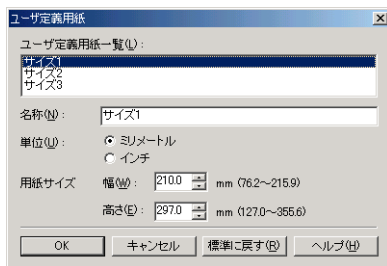 ユーザ定義用紙
ユーザ定義用紙一覧(L):
サイズ1
サイズ2
サイズ3
名称(N): サイズ1
単位(U): ミリメートル
インチ
用紙サイズ 幅(W): 210.0 mm (76.2～215.9)
高さ(E): 297.0 mm (127.0～355.6)
OK キャンセル 標準に戻す(R) ヘルプ(H)